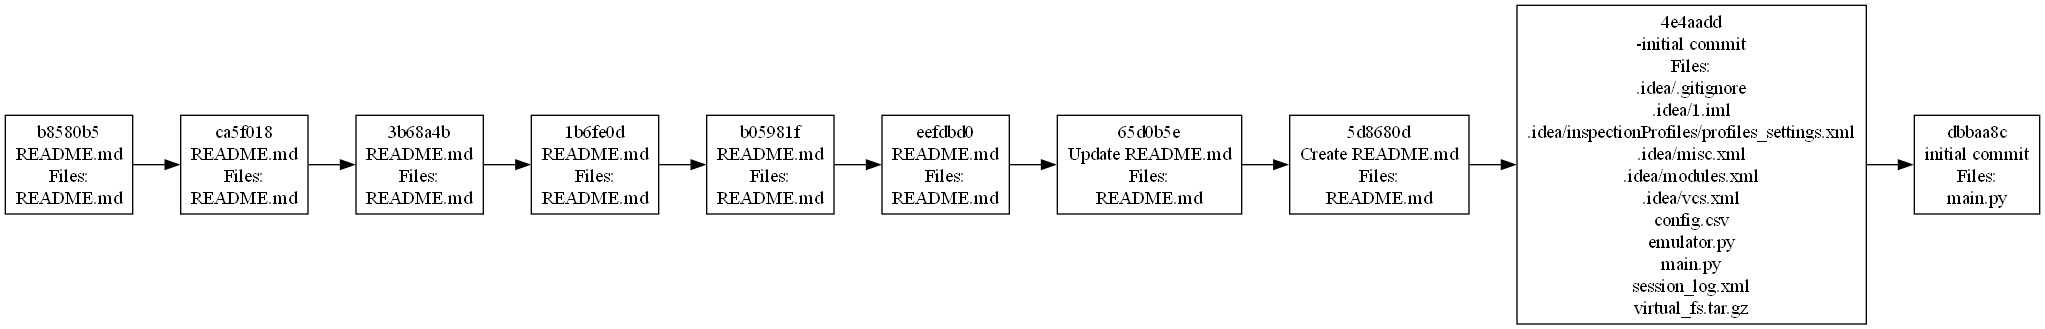 b8580b5
README.md
Files:
README.md
ca5f018
README.md
Files:
README.md
3b68a4b
README.md
Files:
README.md
1b6fe0d
README.md
Files:
README.md
b05981f
README.md
Files:
README.md
eefdbd0
README.md
Files:
README.md
65d0b5e
Update README.md
Files:
README.md
5d8680d
Create README.md
Files:
README.md
4e4aadd
-initial commit
Files:
.idea/.gitignore
.idea/1.iml
.idea/inspectionProfiles/profiles_settings.xml
.idea/misc.xml
.idea/modules.xml
.idea/vcs.xml
config.csv
emulator.py
main.py
session_log.xml
virtual_fs.tar.gz
dbbaa8c
initial commit
Files:
main.py